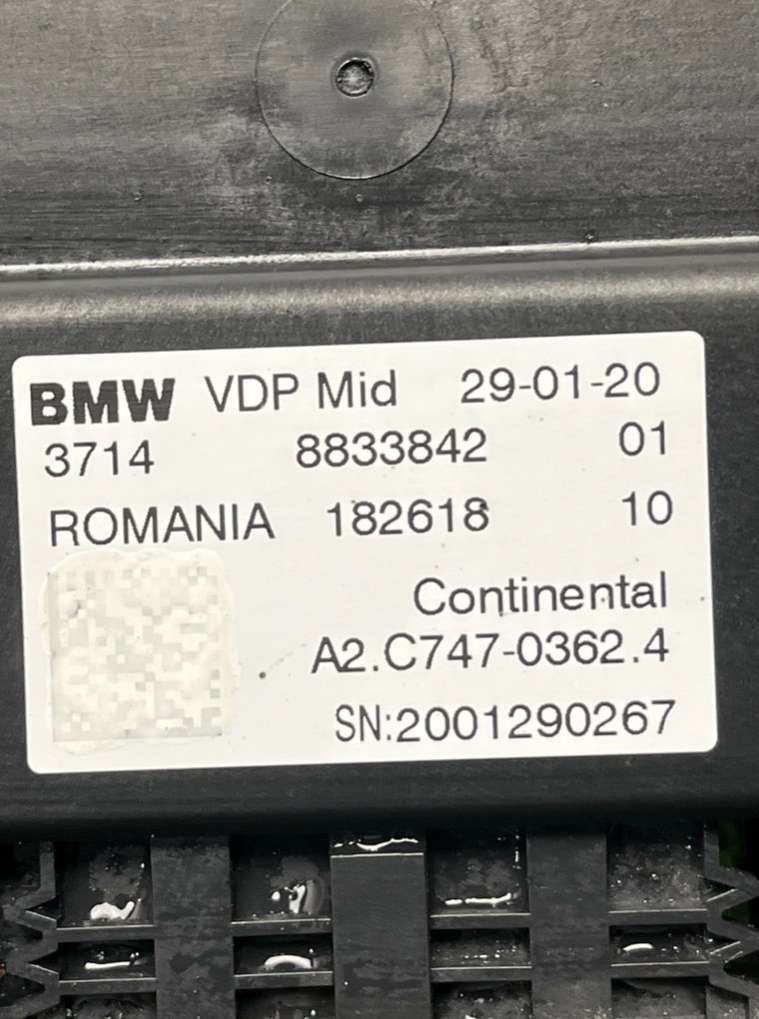 BMW VDP Mid 29-01-20
3714 8833842 01
ROMANIA 182618 10
Continental
A2.C747-0362.4
SN:2001290267